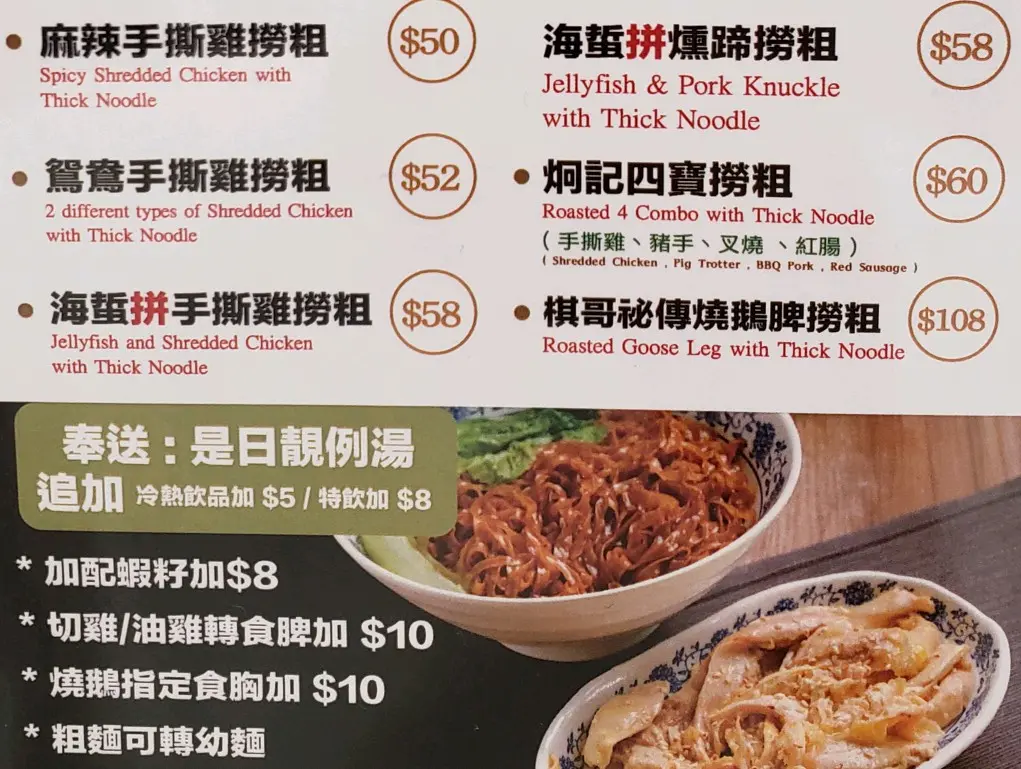 麻辣手撕雞撈粗 $50
Spicy Shredded Chicken with
Thick Noodle
鴛鴦手撕雞撈粗 $52
2 different types of Shredded Chicken
with Thick Noodle
海蜇拼手撕雞撈粗 $58
Jellyfish and Shredded Chicken
with Thick Noodle
海蜇拼燻蹄撈粗 $58
Jellyfish & Pork Knuckle
with Thick Noodle
炯記四寶撈粗 $60
Roasted 4 Combo with Thick Noodle
（手撕雞、豬手、叉燒、紅腸）
( Shredded Chicken , Pig Trotter , BBQ Pork , Red Sausage )
棋哥祕傳燒鵝脾撈粗 $108
Roasted Goose Leg with Thick Noodle
奉送：是日靚例湯
追加 冷熱飲品加 $5 / 特飲加 $8
* 加配蝦籽加$8
* 切雞/油雞轉食脾加 $10
* 燒鵝指定食胸加 $10
* 粗麵可轉幼麵